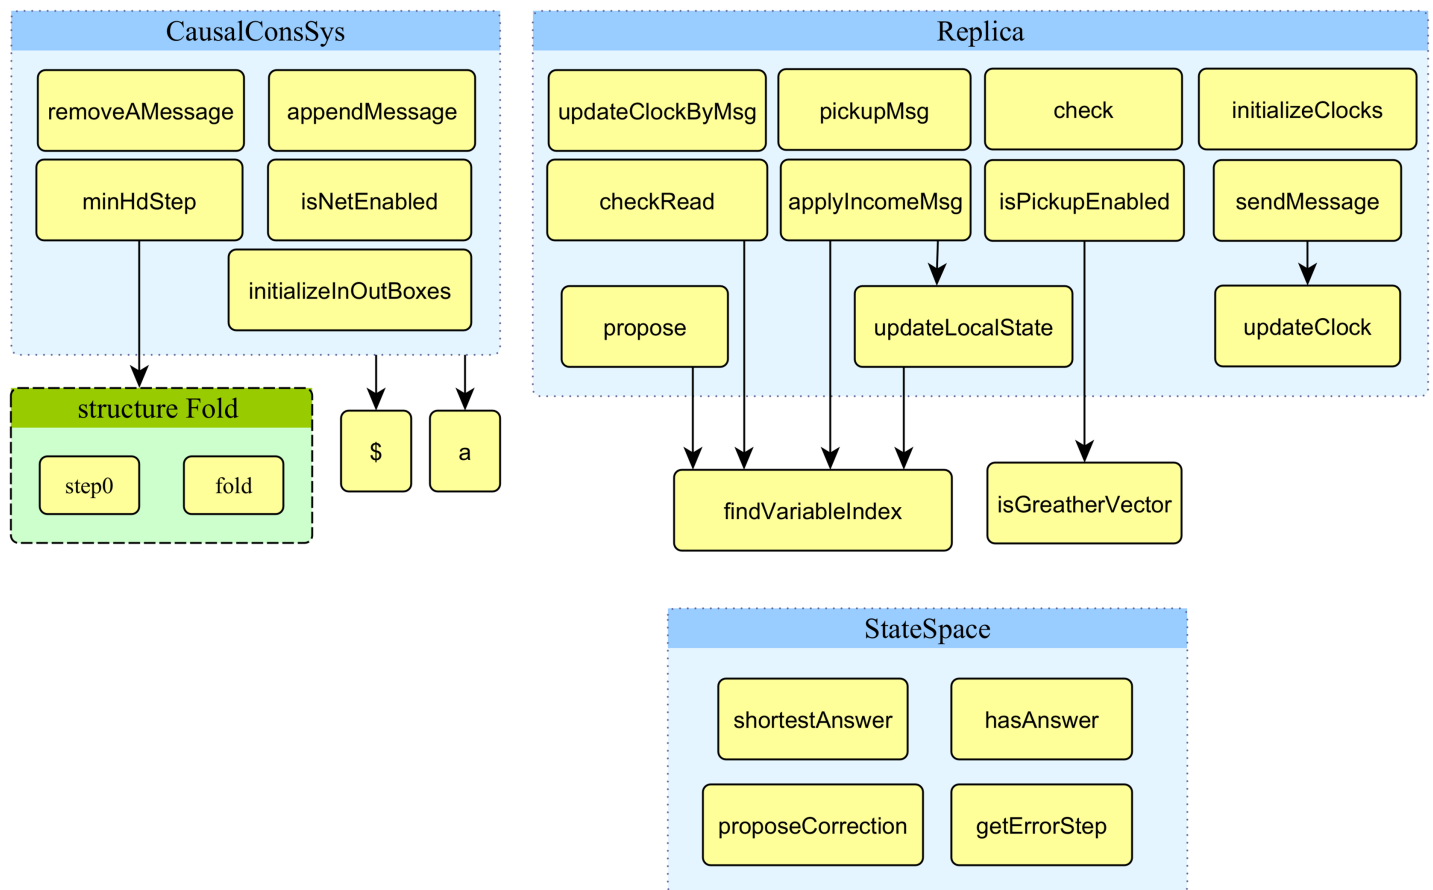 CausalConsSys
removeAMessage
appendMessage
minHdStep
isNetEnabled
initializeInOutBoxes
structure Fold
step0
fold
$
a
Replica
updateClockByMsg
pickupMsg
check
initializeClocks
checkRead
applyIncomeMsg
isPickupEnabled
sendMessage
propose
updateLocalState
updateClock
findVariableIndex
isGreatherVector
StateSpace
shortestAnswer
hasAnswer
proposeCorrection
getErrorStep